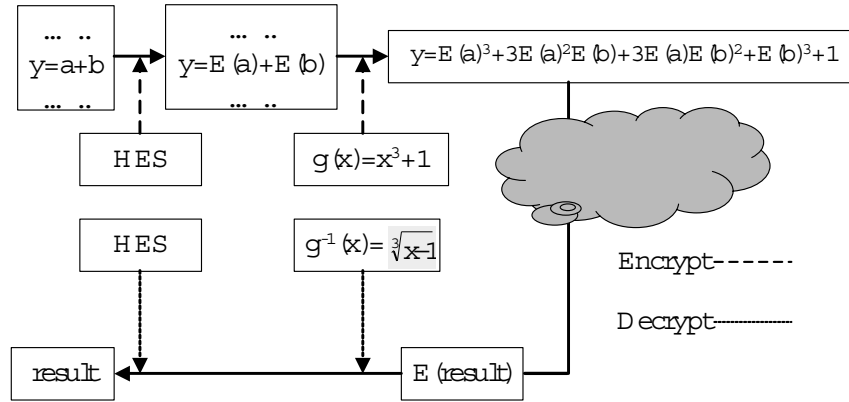 ... ..
y=a+b
... ..
... ..
y=E(a)+E(b)
... ..
y=E(a)³+3E(a)²E(b)+3E(a)E(b)²+E(b)³+1
HES
g(x)=x³+1
HES
g⁻¹(x)=∛x-1
Encrypt
Decrypt
result
E(result)